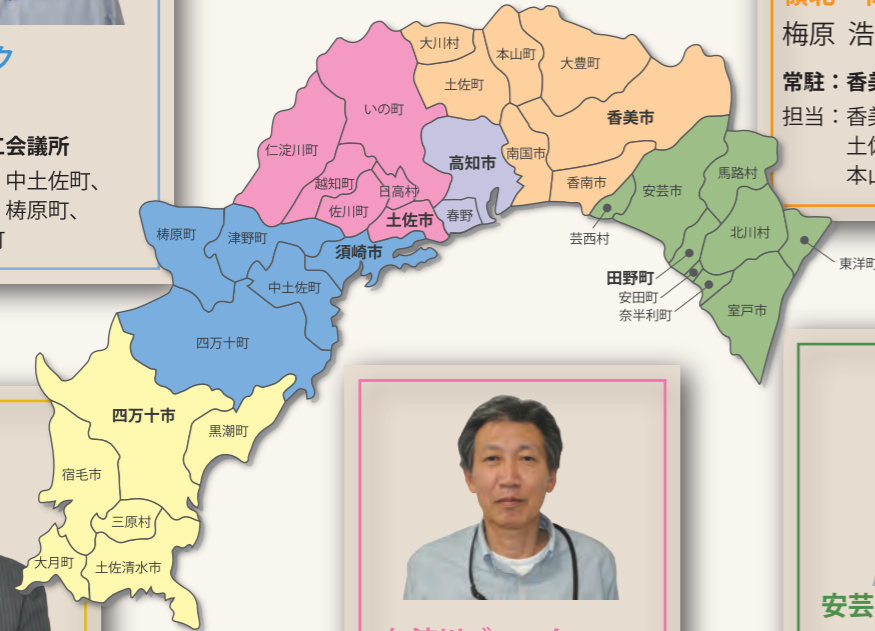 ク
会議所
中土佐町、
梼原町、
町
梅原 浩
常駐：香美
担当：香美
土佐
本山
大川村
本山町
大豊町
土佐町
いの町
香美市
仁淀川町
高知市
南国市
越知町
日高村
香南市
安芸市
馬路村
佐川町
土佐市
春野
芸西村
梼原町
津野町
須崎市
北川村
東洋町
中土佐町
田野町
安田町
奈半利町
室戸市
四万十町
四万十市
黒潮町
宿毛市
三原村
大月町
土佐清水市
安芸